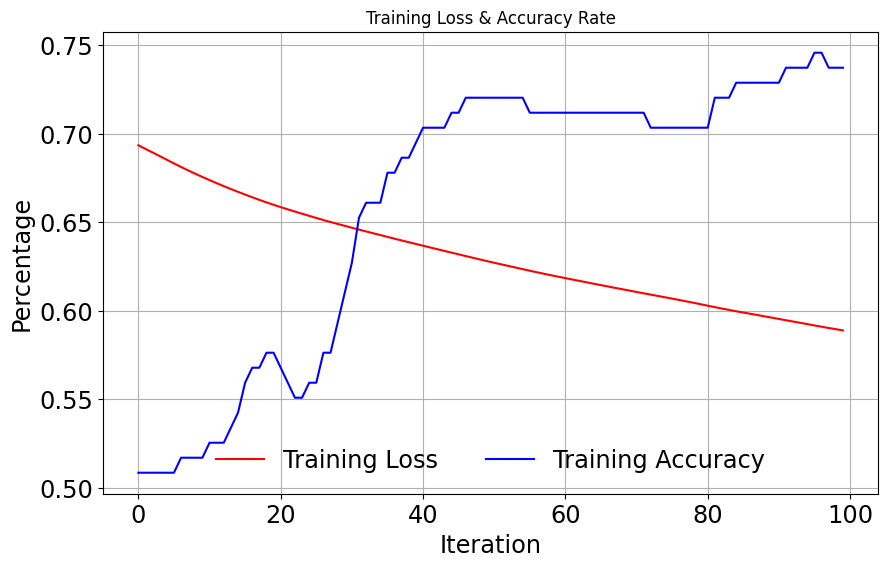 Training Loss & Accuracy Rate
Percentage
0.75
0.70
0.65
0.60
0.55
0.50
Training Loss
Training Accuracy
0 20 40 60 80 100
Iteration